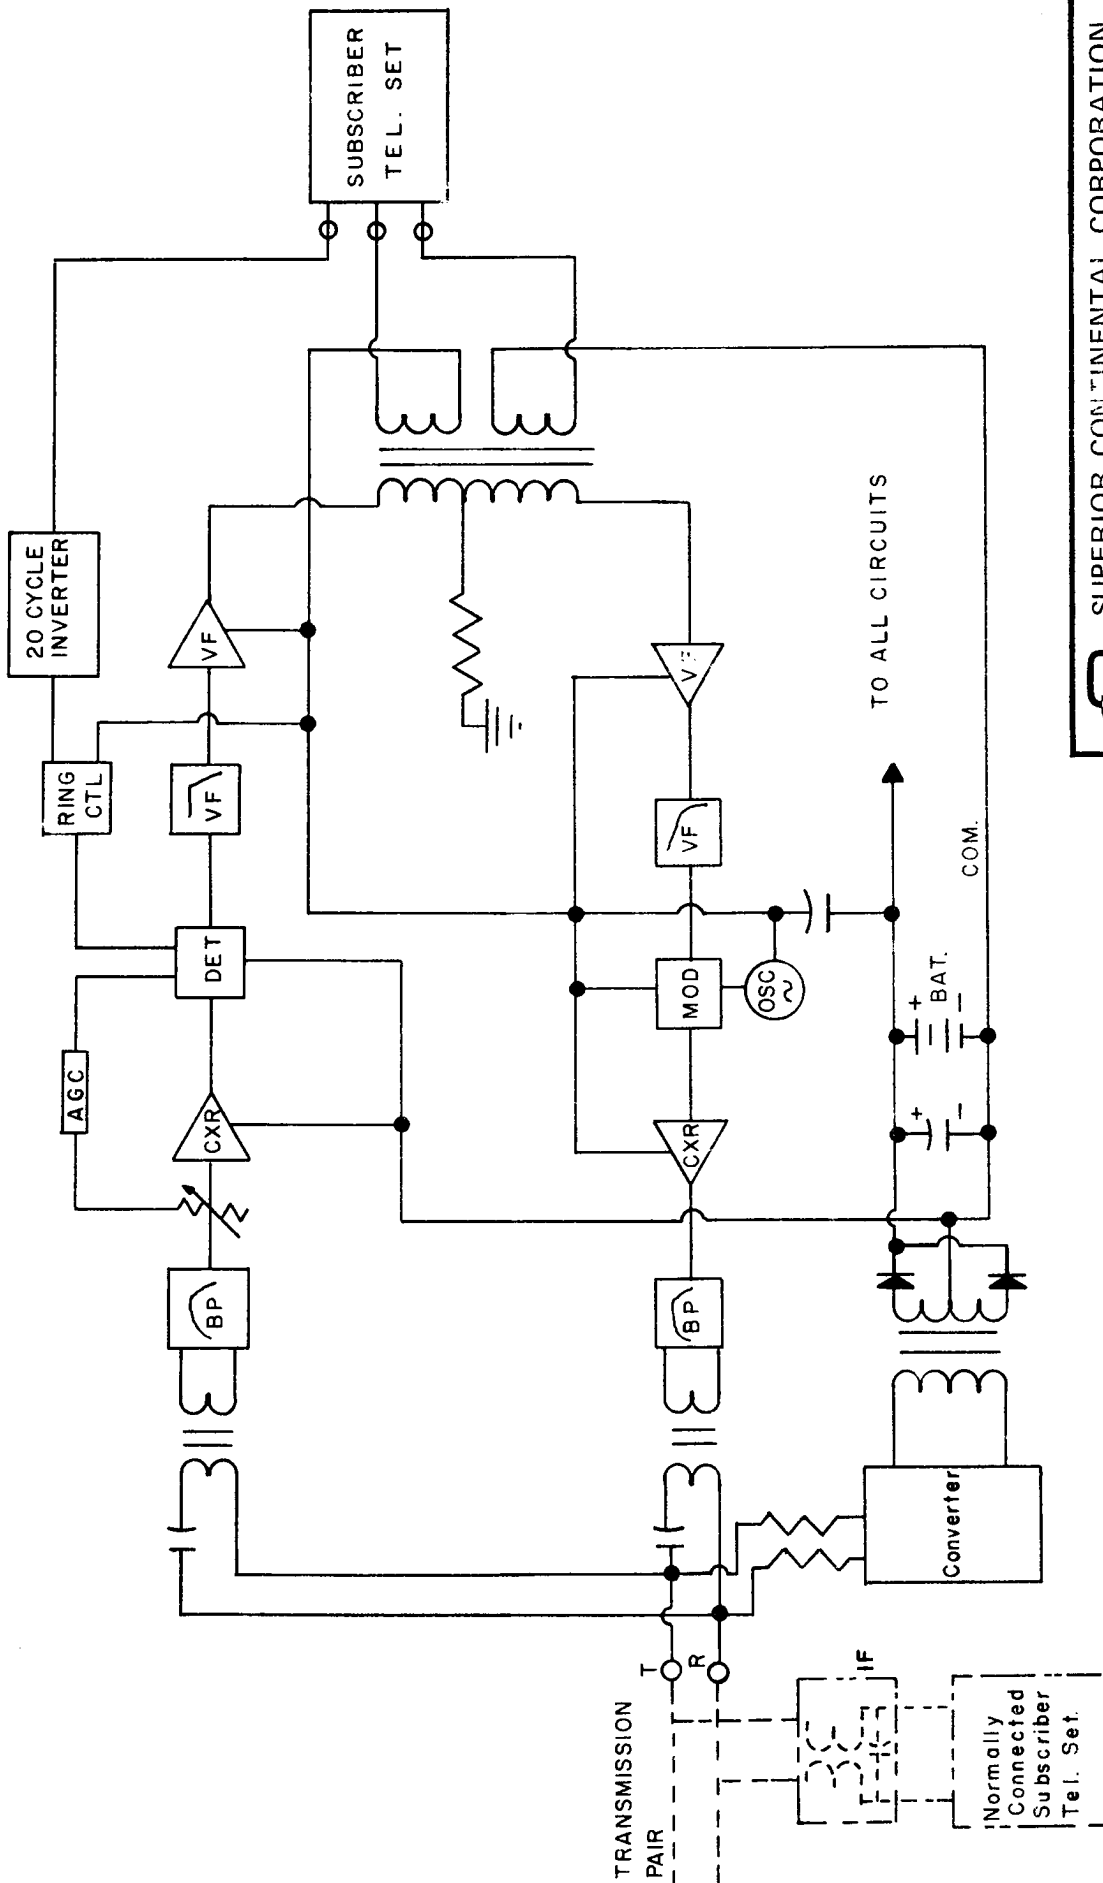 SUBSCRIBER
TEL. SET
20 CYCLE
INVERTER
RING
CTL
VF
VF
DET
AGC
CXR
BP
VF
VF
MOD
OSC
CXR
BP
TO ALL CIRCUITS
COM.
+
BAT.
−
+
−
Converter
T
R
TRANSMISSION
PAIR
IF
Normally
Connected
Subscriber
Tel. Set.
SUPERIOR CONTINENTAL CORPORATION